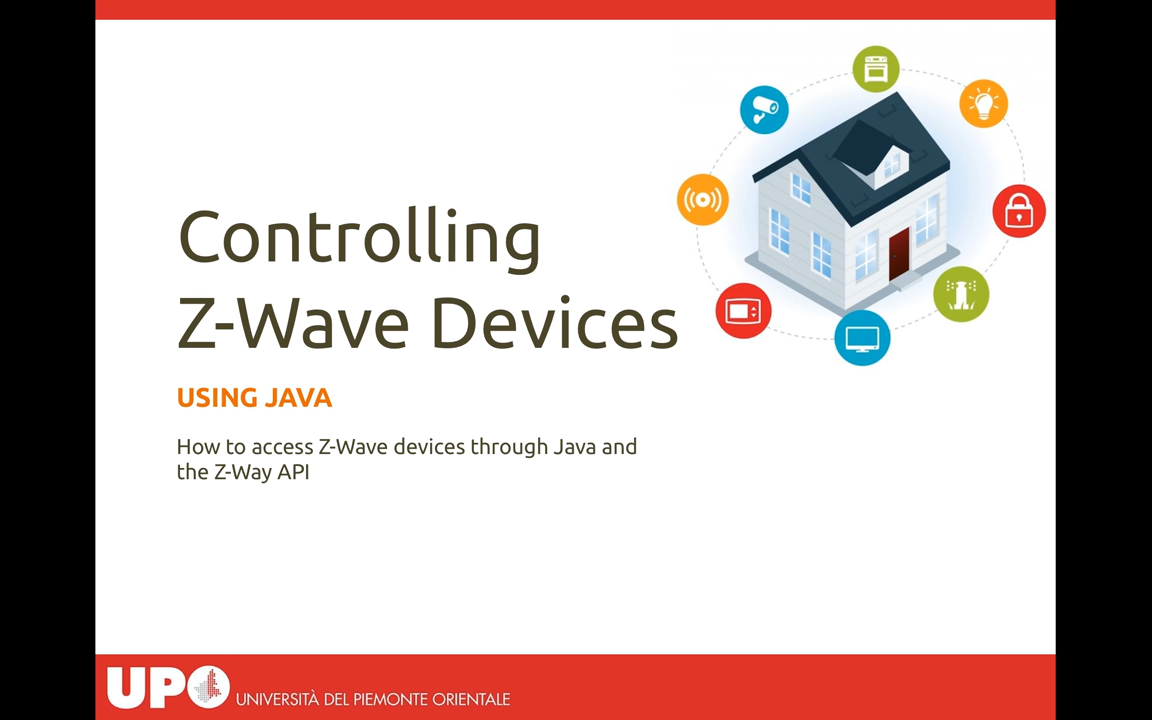 Controlling
Z-Wave Devices
USING JAVA
How to access Z-Wave devices through Java and
the Z-Way API
UPO UNIVERSITÀ DEL PIEMONTE ORIENTALE